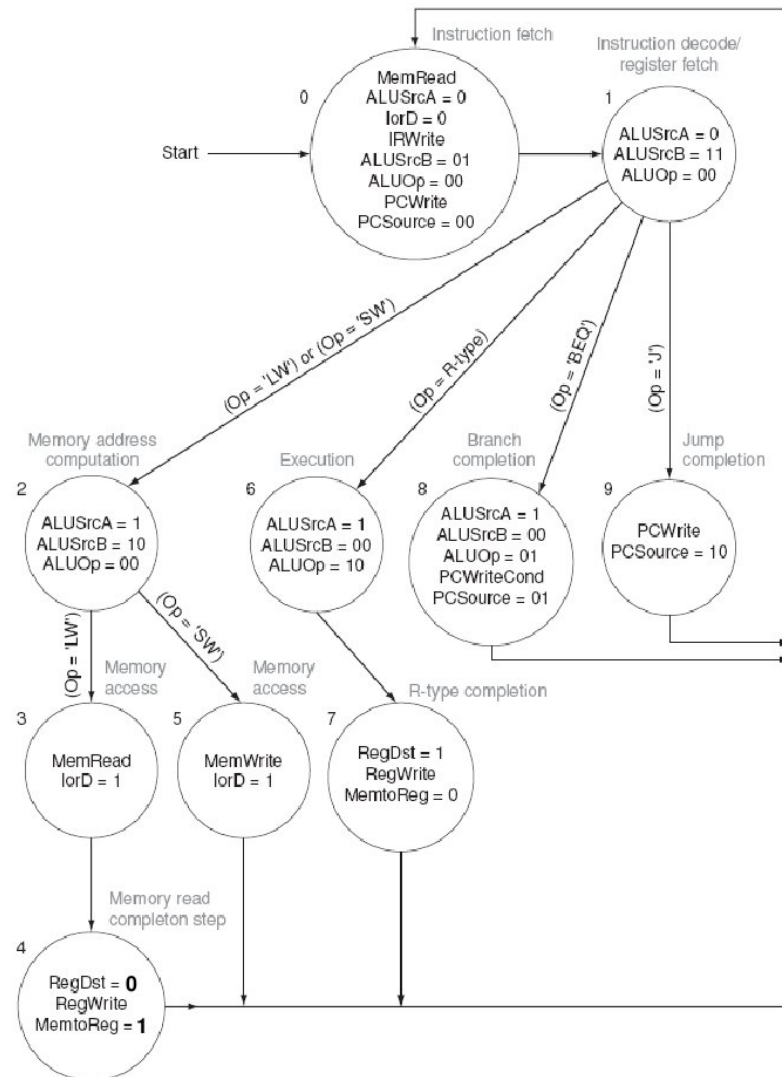 Instruction fetch
0
MemRead
ALUSrcA = 0
IorD = 0
IRWrite
ALUSrcB = 01
ALUOp = 00
PCWrite
PCSource = 00
Start
Instruction decode/
register fetch
1
ALUSrcA = 0
ALUSrcB = 11
ALUOp = 00
(Op = 'LW') or (Op = 'SW')
(Op = R-type)
(Op = 'BEQ')
(Op = 'J')
Memory address
computation
2
ALUSrcA = 1
ALUSrcB = 10
ALUOp = 00
Execution
6
ALUSrcA = 1
ALUSrcB = 00
ALUOp = 10
Branch
completion
8
ALUSrcA = 1
ALUSrcB = 00
ALUOp = 01
PCWriteCond
PCSource = 01
Jump
completion
9
PCWrite
PCSource = 10
(Op = 'LW')
(Op = 'SW')
Memory
access
3
MemRead
IorD = 1
Memory
access
5
MemWrite
IorD = 1
R-type completion
7
RegDst = 1
RegWrite
MemtoReg = 0
Memory read
completon step
4
RegDst = 0
RegWrite
MemtoReg = 1